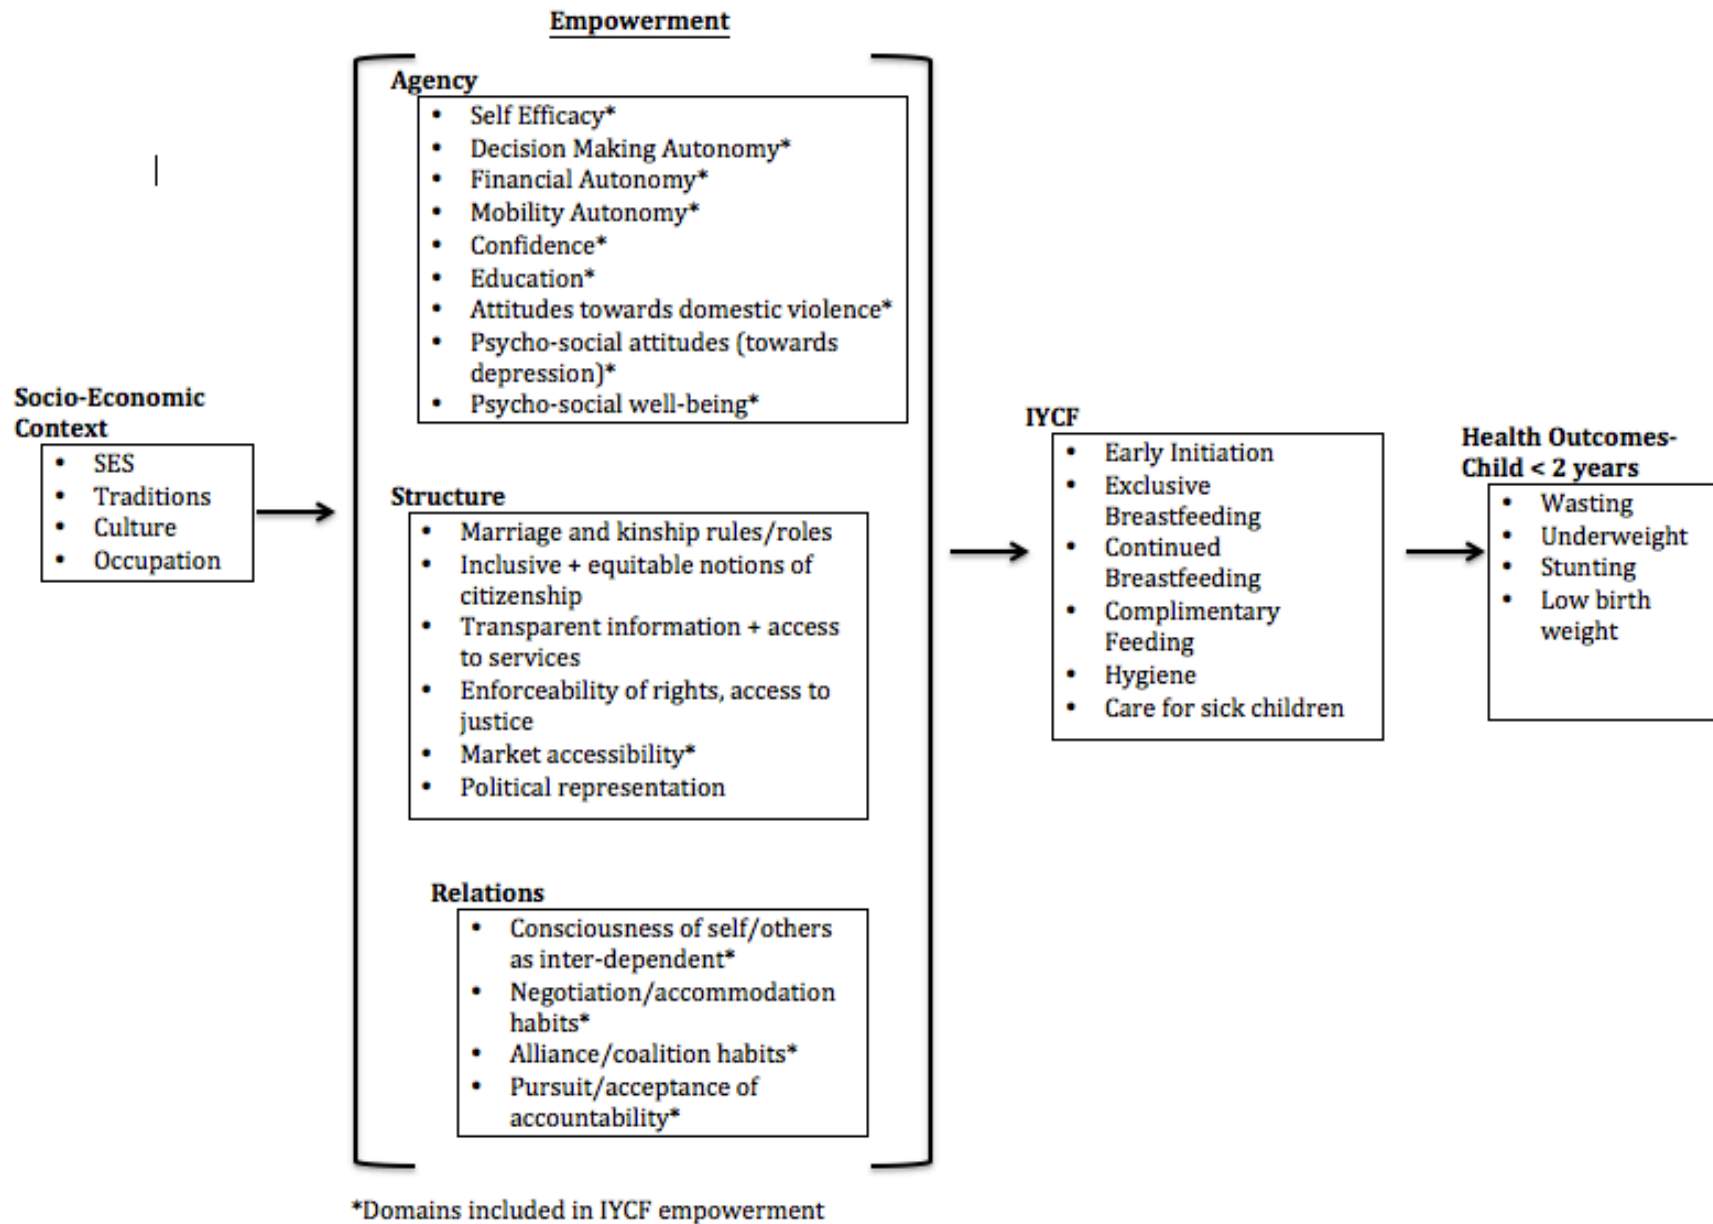 Empowerment
Agency
• Self Efficacy*
• Decision Making Autonomy*
• Financial Autonomy*
• Mobility Autonomy*
• Confidence*
• Education*
• Attitudes towards domestic violence*
• Psycho-social attitudes (towards
depression)*
• Psycho-social well-being*
Socio-Economic
Context
• SES
• Traditions
• Culture
• Occupation
Structure
• Marriage and kinship rules/roles
• Inclusive + equitable notions of
citizenship
• Transparent information + access
to services
• Enforceability of rights, access to
justice
• Market accessibility*
• Political representation
Relations
• Consciousness of self/others
as inter-dependent*
• Negotiation/accommodation
habits*
• Alliance/coalition habits*
• Pursuit/acceptance of
accountability*
IYCF
• Early Initiation
• Exclusive
Breastfeeding
• Continued
Breastfeeding
• Complimentary
Feeding
• Hygiene
• Care for sick children
Health Outcomes-
Child < 2 years
• Wasting
• Underweight
• Stunting
• Low birth
weight
*Domains included in IYCF empowerment